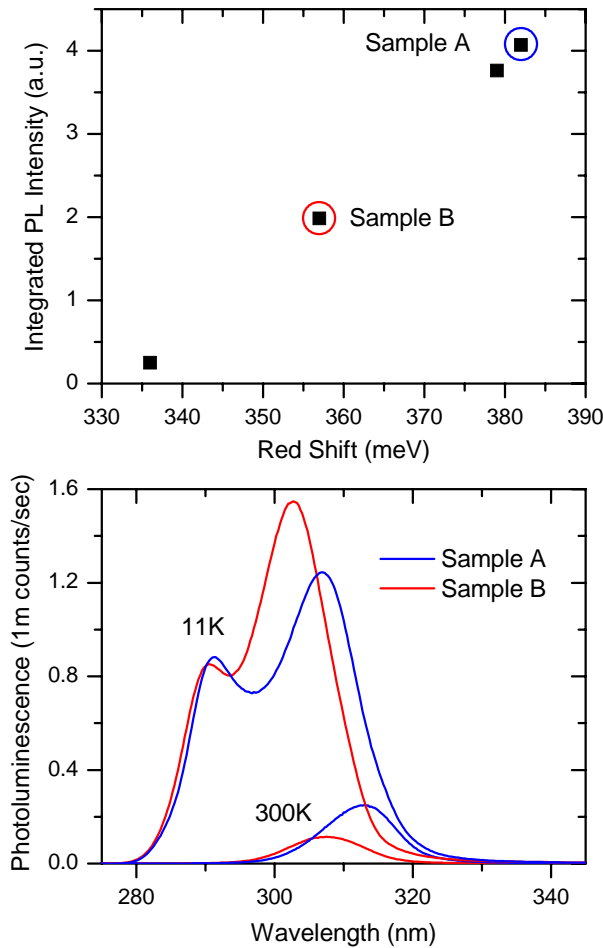 Integrated PL Intensity (a.u.)
4
3
2
1
0
Sample A
Sample B
330 340 350 360 370 380 390
Red Shift (meV)
Photoluminescence (1m counts/sec)
1.6
1.2
0.8
0.4
0.0
Sample A
Sample B
11K
300K
280 300 320 340
Wavelength (nm)